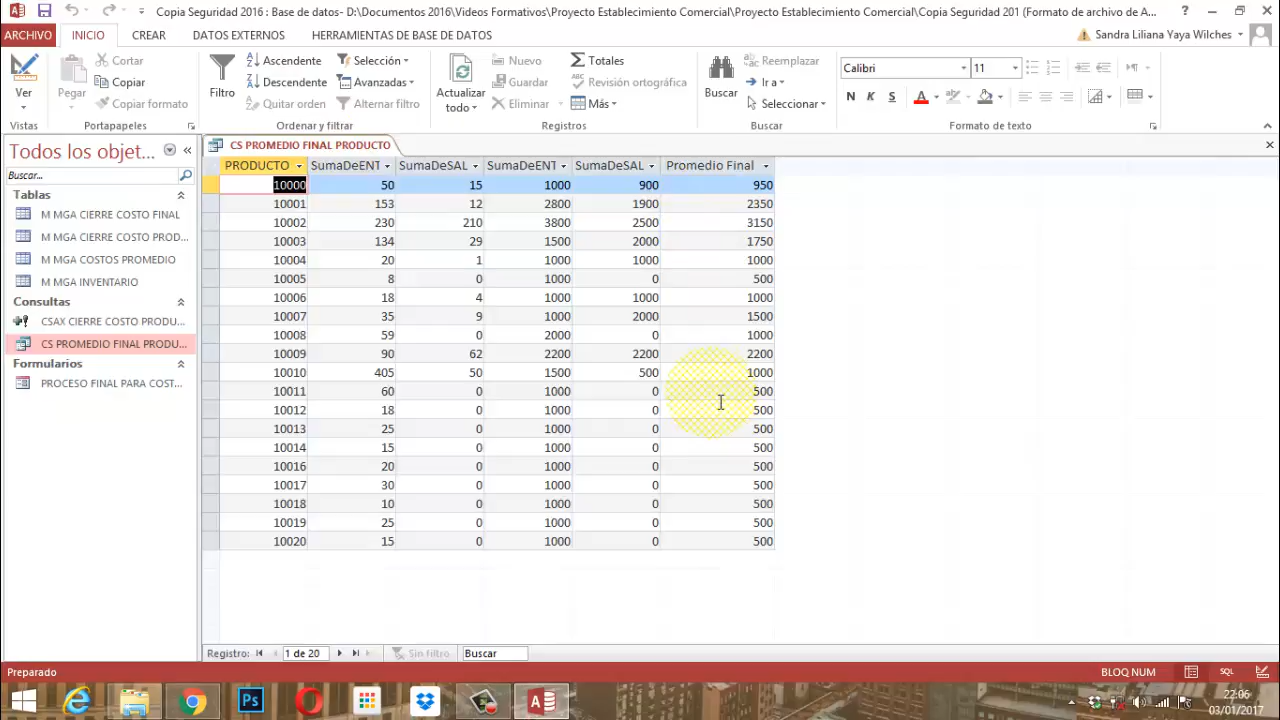 Copia Seguridad 2016 : Base de datos- D:\Documentos 201\Proyectos Formativos\Proyecto Establecimiento Comercial\Proyecto Establecimiento Comercial\Copia Seguridad 201 (Formato de archivo de A...
ARCHIVO INICIO CREAR DATOS EXTERNOS HERRAMIENTAS DE BASE DE DATOS Sandra Liliana Yaya Wilches
Cortar Ascendente Selección Nuevo Totales Reemplazar Calibri 11
Ver Pegar Copiar Filtro Descendente Avanzadas Actualizar todo Guardar Revisión ortográfica Buscar Ir a N K S A
Copiar formato Quitar orden Alternar filtro Eliminar Más Seleccionar
Vistas Portapapeles Ordenar y filtrar Registros Buscar Formato de texto
Todos los objet... CS PROMEDIO FINAL PRODUCTO
Buscar...
PRODUCTO SumaDeENT SumaDeSAL SumaDeENT SumaDeSAL Promedio Final
10000 50 15 1000 900 950
10001 153 12 2800 1900 2350
10002 230 210 3800 2500 3150
10003 134 29 1500 2000 1750
10004 20 1 1000 1000 1000
10005 8 0 1000 0 500
10006 18 4 1000 1000 1000
10007 35 9 1000 2000 1500
10008 59 0 2000 0 1000
10009 90 62 2200 2200 2200
10010 405 50 1500 500 1000
10011 60 0 1000 0 500
10012 18 0 1000 0 500
10013 25 0 1000 0 500
10014 15 0 1000 0 500
10016 20 0 1000 0 500
10017 30 0 1000 0 500
10018 10 0 1000 0 500
10019 25 0 1000 0 500
10020 15 0 1000 0 500
Tablas
M MGA CIERRE COSTO FINAL
M MGA CIERRE COSTO PROD...
M MGA COSTOS PROMEDIO
M MGA INVENTARIO
Consultas
CSAX CIERRE COSTO PRODU...
CS PROMEDIO FINAL PRODU...
Formularios
PROCESO FINAL PARA COST...
Registro: 1 de 20 Sin filtro Buscar
Preparado BLOQ NUM SQL
Ps
22:06
03/01/2017